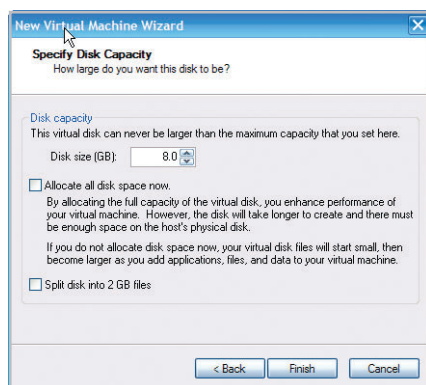 New Virtual Machine Wizard
Specify Disk Capacity
How large do you want this disk to be?
Disk capacity
This virtual disk can never be larger than the maximum capacity that you set here.
Disk size (GB): 8.0
Allocate all disk space now.
By allocating the full capacity of the virtual disk, you enhance performance of
your virtual machine. However, the disk will take longer to create and there must
be enough space on the host's physical disk.
If you do not allocate disk space now, your virtual disk files will start small, then
become larger as you add applications, files, and data to your virtual machine.
Split disk into 2 GB files
< Back Finish Cancel